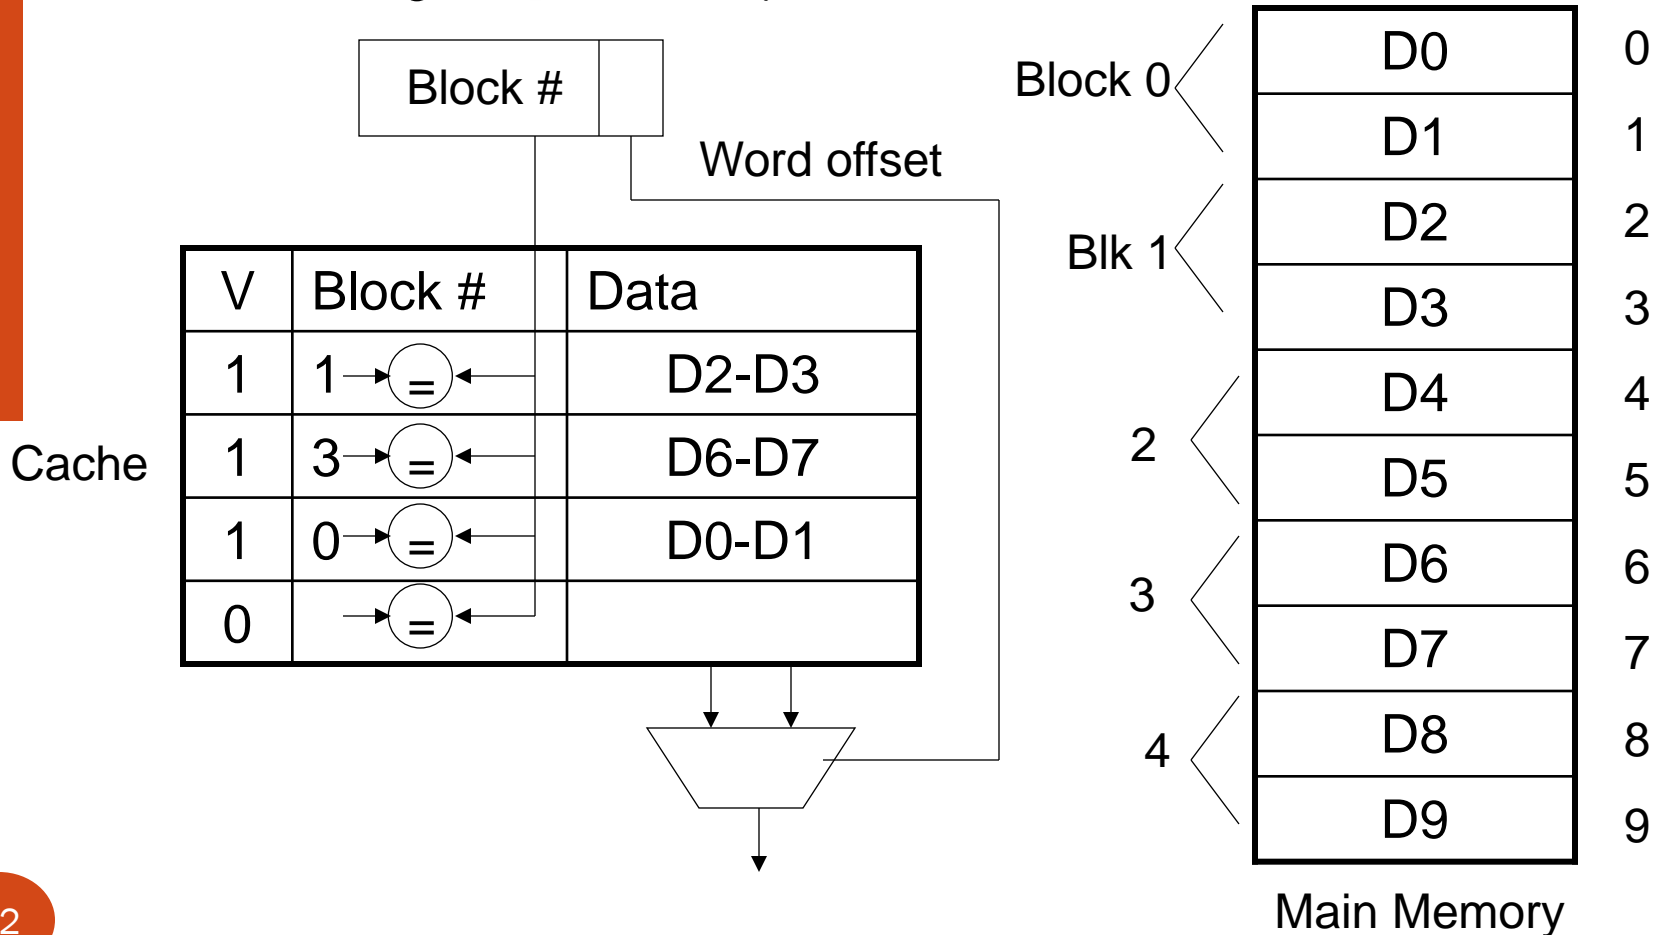 Block #
Word offset
V Block # Data
1 1 = D2-D3
1 3 = D6-D7
1 0 = D0-D1
0 =
Cache
Block 0
Blk 1
2
3
4
D0 0
D1 1
D2 2
D3 3
D4 4
D5 5
D6 6
D7 7
D8 8
D9 9
Main Memory
2